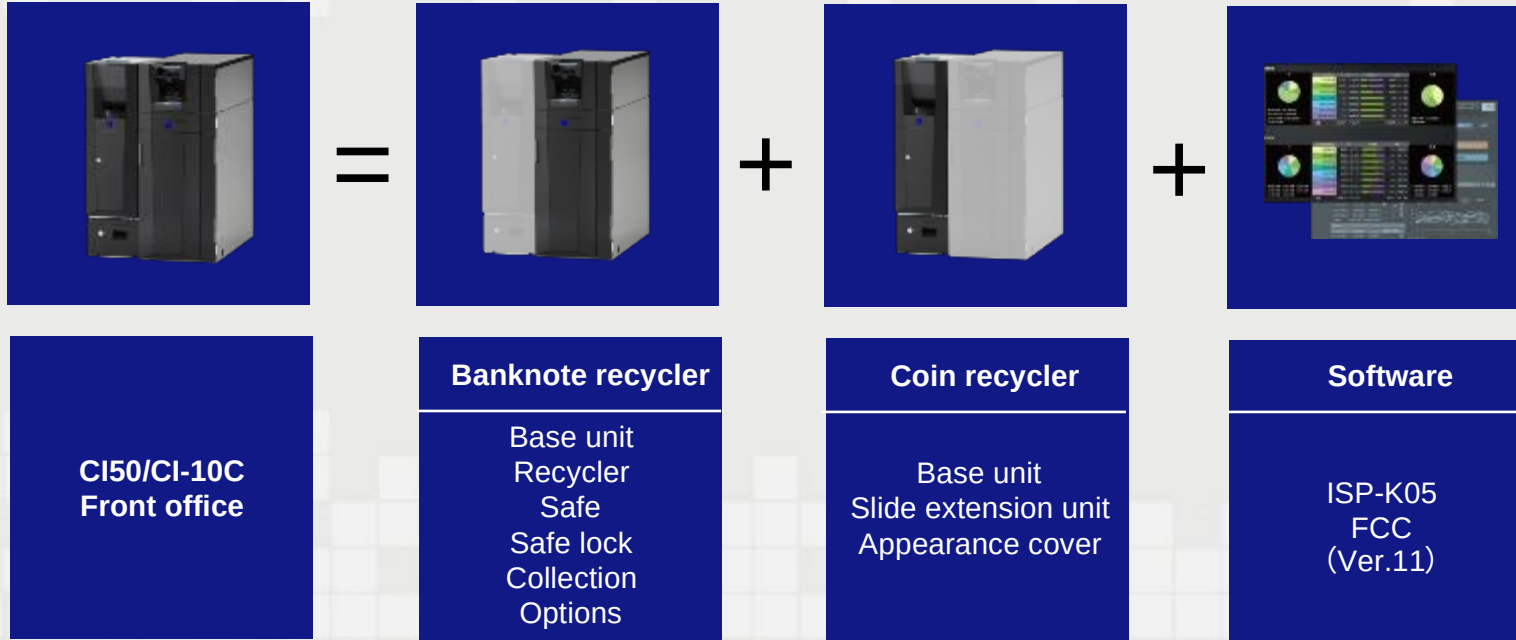 =
+
+
CI50/CI-10C
Front office
Banknote recycler
Base unit
Recycler
Safe
Safe lock
Collection
Options
Coin recycler
Base unit
Slide extension unit
Appearance cover
Software
ISP-K05
FCC
（Ver.11）